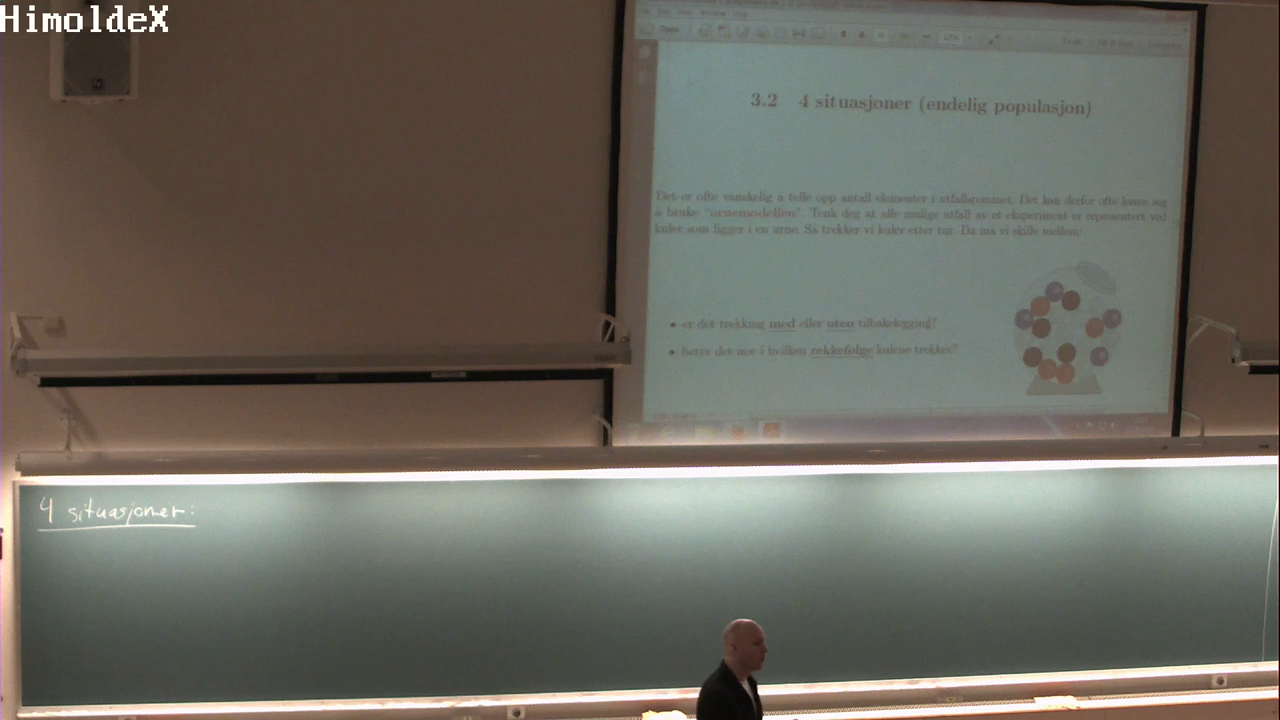 HimoldeX
3.2 4 situasjoner (endelig populasjon)
Det er ofte vanskelig å telle opp antall elementer i utfallsrommet. Det kan derfor ofte lønne seg
å bruke "urnemodellen". Tenk deg at alle mulige utfall av et eksperiment er representert ved
kuler som ligger i en urne. Så trekker vi kuler etter tur. Da må vi skille mellom:
• er det trekking med eller uten tilbakelegging?
• betyr det noe i hvilken rekkefølge kulene trekkes?
4 situasjoner: